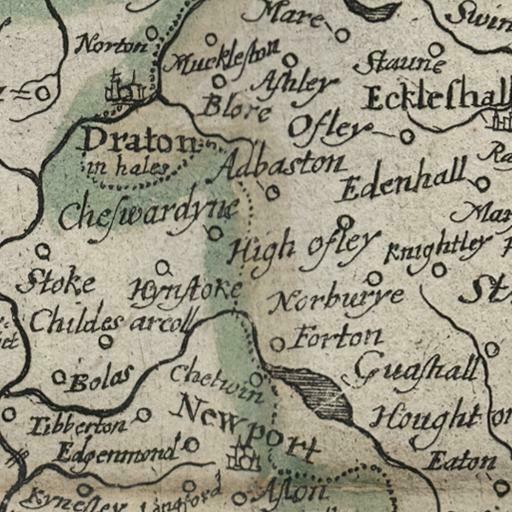 Mare
Swin
Norton
Muckleston
Staune
Ashley
Eckleshall
Blore
Ofley
Draton
in hales
Adbaston
Ra
Edenhall
Cheswardyne
Mar
High ofley
Knightley
Stoke
Hynstoke
Norburye
St
Childes arcoll
Forton
Guashall
Bolas
Chetwin
Newport
Houghton
Tibberton
Edgenmond
Eaton
Kynesley
Langford
Aston